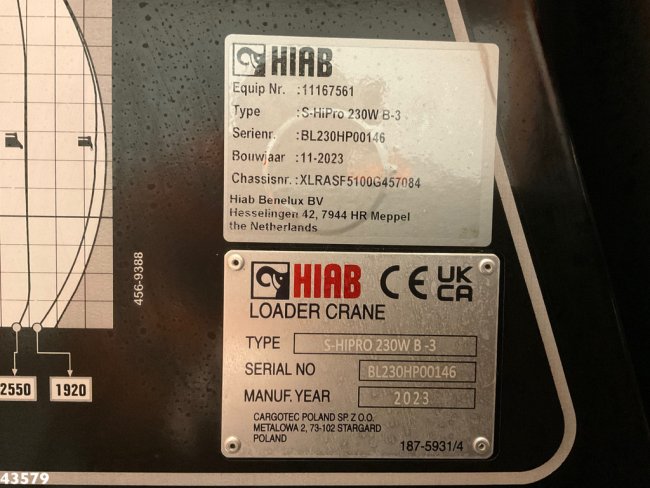 HIAB
Equip Nr. :11167561
Type :S-HiPro 230W B-3
Serienr. :BL230HP00146
Bouwjaar :11-2023
Chassisnr. :XLRASF5100G457084
Hiab Benelux BV
Hesselingen 42, 7944 HR Meppel
the Netherlands
456-9388
HIAB CE UK CA
LOADER CRANE
TYPE S-HIPRO 230W B -3
SERIAL NO BL230HP00146
MANUF. YEAR 2023
CARGOTEC POLAND SP. Z O.O.
METALOWA 2, 73-102 STARGARD
POLAND
187-5931/4
2550 1920
43579